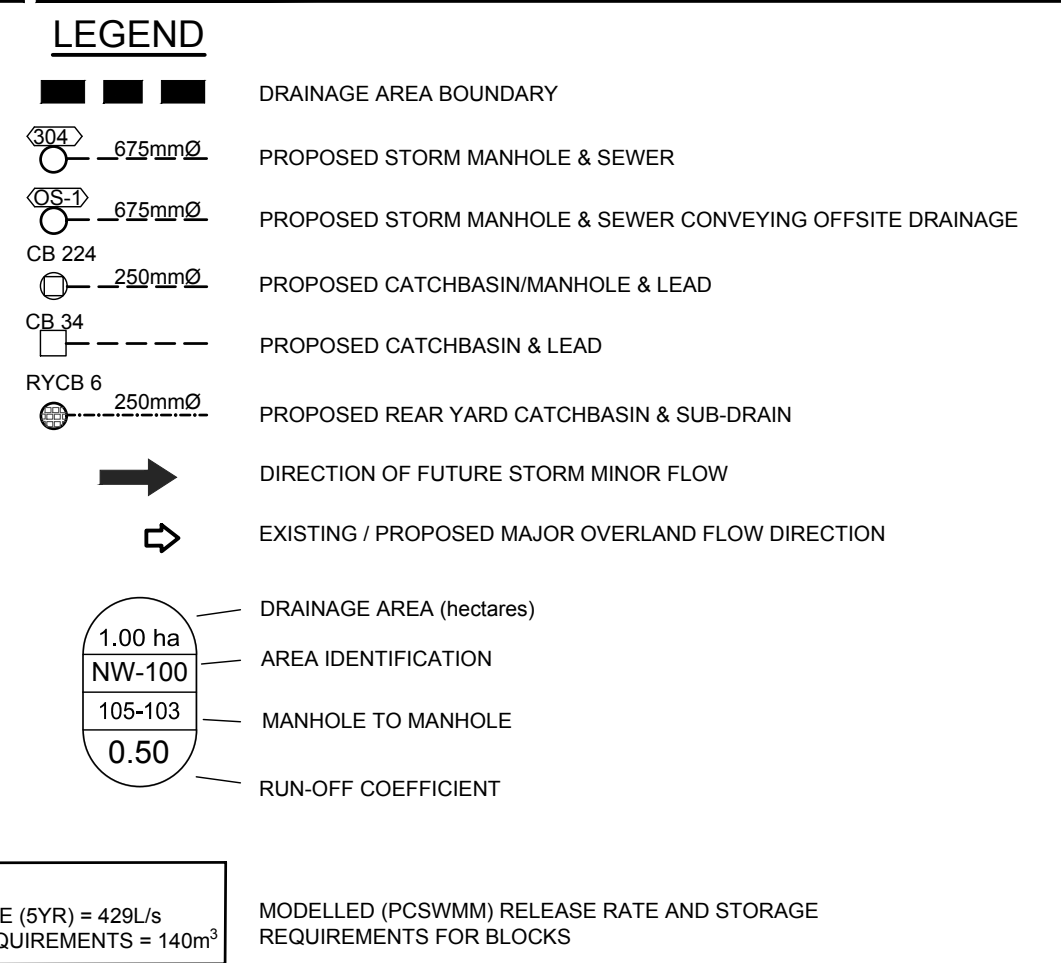 LEGEND
DRAINAGE AREA BOUNDARY
304
675mmØ
PROPOSED STORM MANHOLE & SEWER
OS-1
675mmØ
PROPOSED STORM MANHOLE & SEWER CONVEYING OFFSITE DRAINAGE
CB 224
250mmØ
PROPOSED CATCHBASIN/MANHOLE & LEAD
CB 34
PROPOSED CATCHBASIN & LEAD
RYCB 6
250mmØ
PROPOSED REAR YARD CATCHBASIN & SUB-DRAIN
DIRECTION OF FUTURE STORM MINOR FLOW
EXISTING / PROPOSED MAJOR OVERLAND FLOW DIRECTION
1.00 ha
DRAINAGE AREA (hectares)
NW-100
AREA IDENTIFICATION
105-103
MANHOLE TO MANHOLE
0.50
RUN-OFF COEFFICIENT
(5YR) = 429L/s
= 140m³
MODELLED (PCSWMM) RELEASE RATE AND STORAGE
REQUIREMENTS FOR BLOCKS